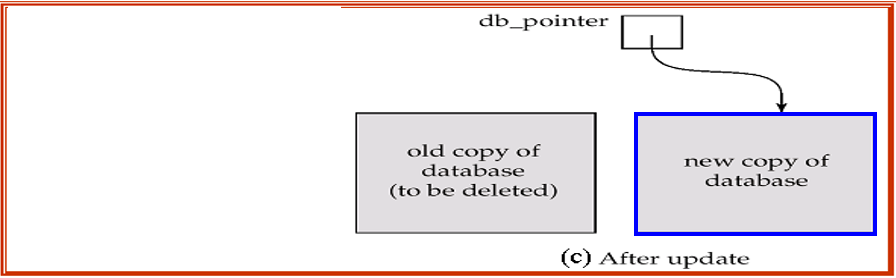 db_pointer
old copy of
database
(to be deleted)
new copy of
database
(c) After update